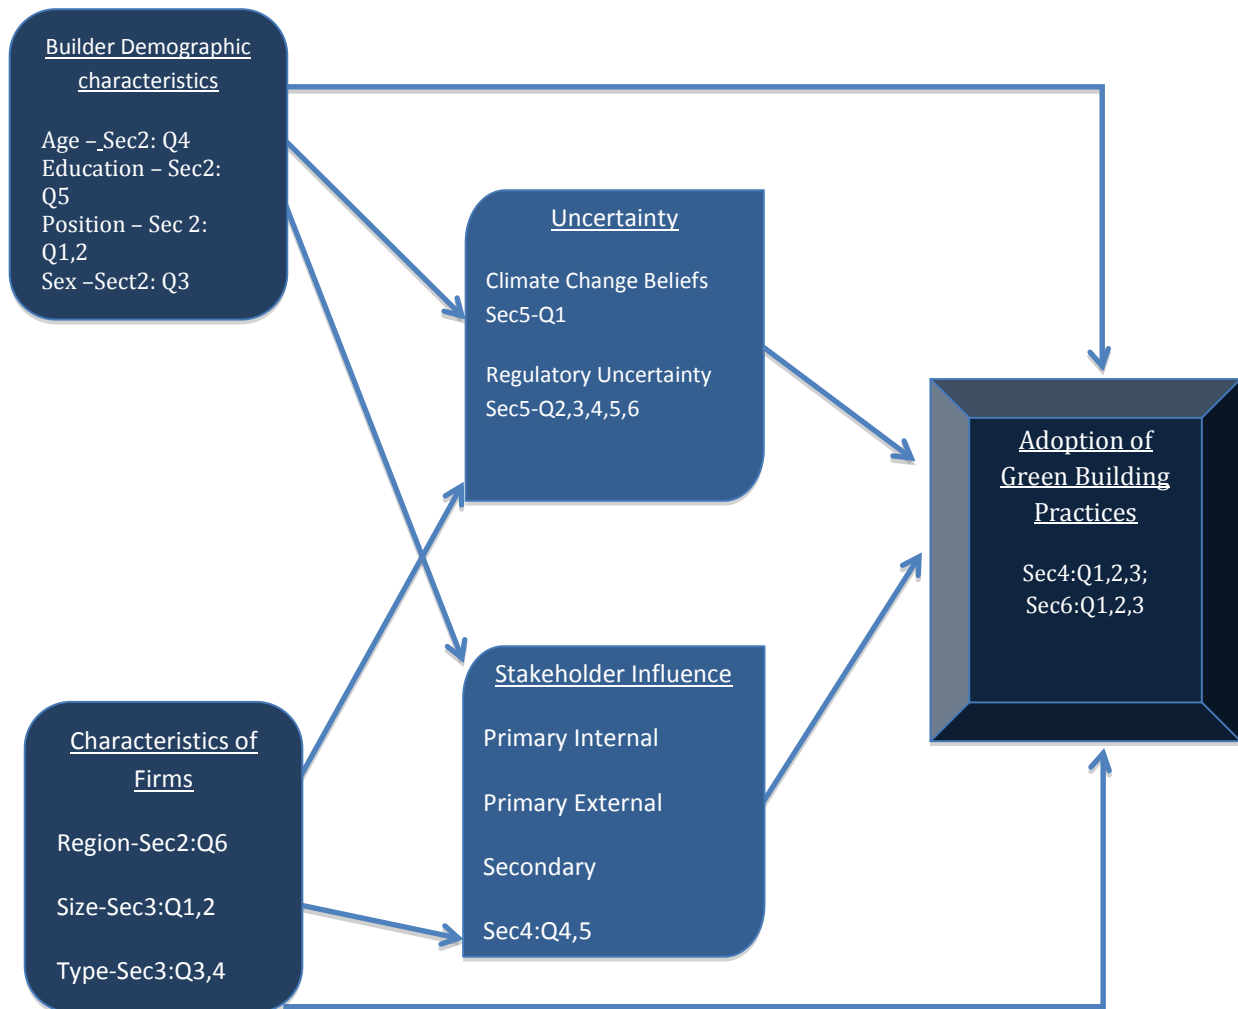 Builder Demographic
characteristics
Age – Sec2: Q4
Education – Sec2:
Q5
Position – Sec 2:
Q1,2
Sex –Sect2: Q3
Uncertainty
Climate Change Beliefs
Sec5-Q1
Regulatory Uncertainty
Sec5-Q2,3,4,5,6
Adoption of
Green Building
Practices
Sec4:Q1,2,3;
Sec6:Q1,2,3
Stakeholder Influence
Primary Internal
Primary External
Secondary
Sec4:Q4,5
Characteristics of
Firms
Region-Sec2:Q6
Size-Sec3:Q1,2
Type-Sec3:Q3,4